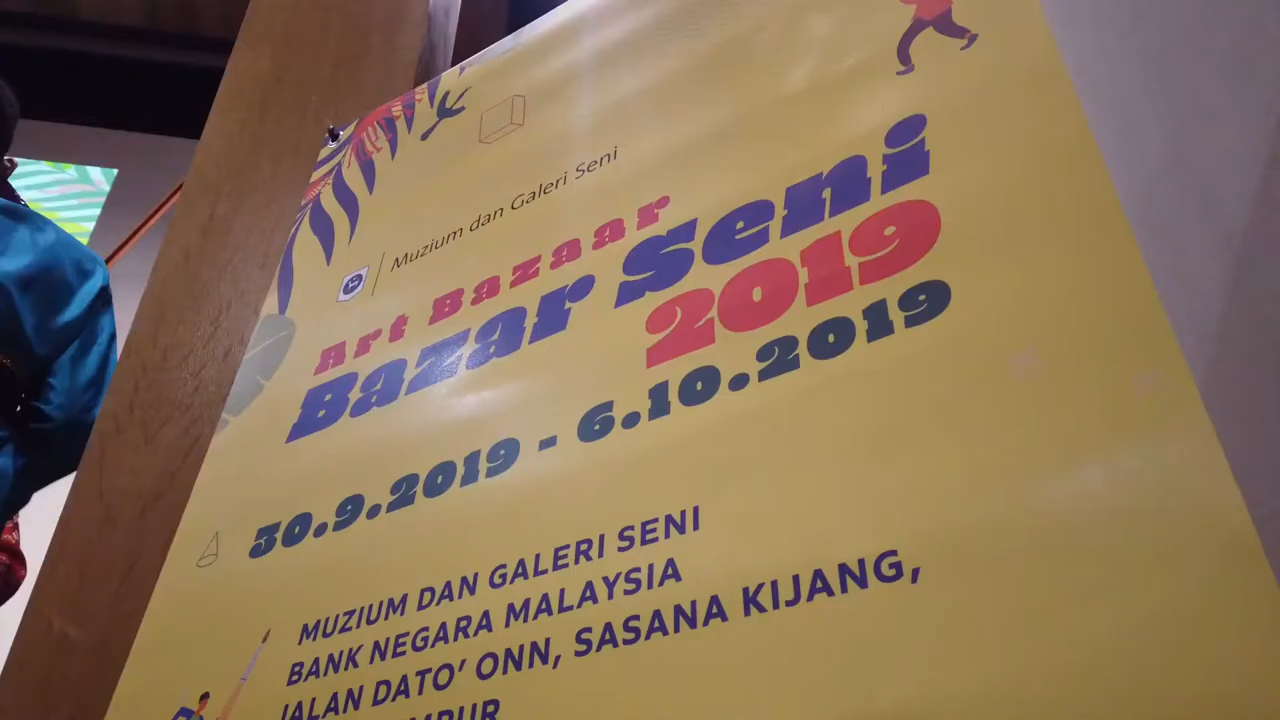 Muzium dan Galeri Seni
Art Bazaar
Bazar Seni
2019
30.9.2019 - 6.10.2019
MUZIUM DAN GALERI SENI
BANK NEGARA MALAYSIA
JALAN DATO' ONN, SASANA KIJANG,